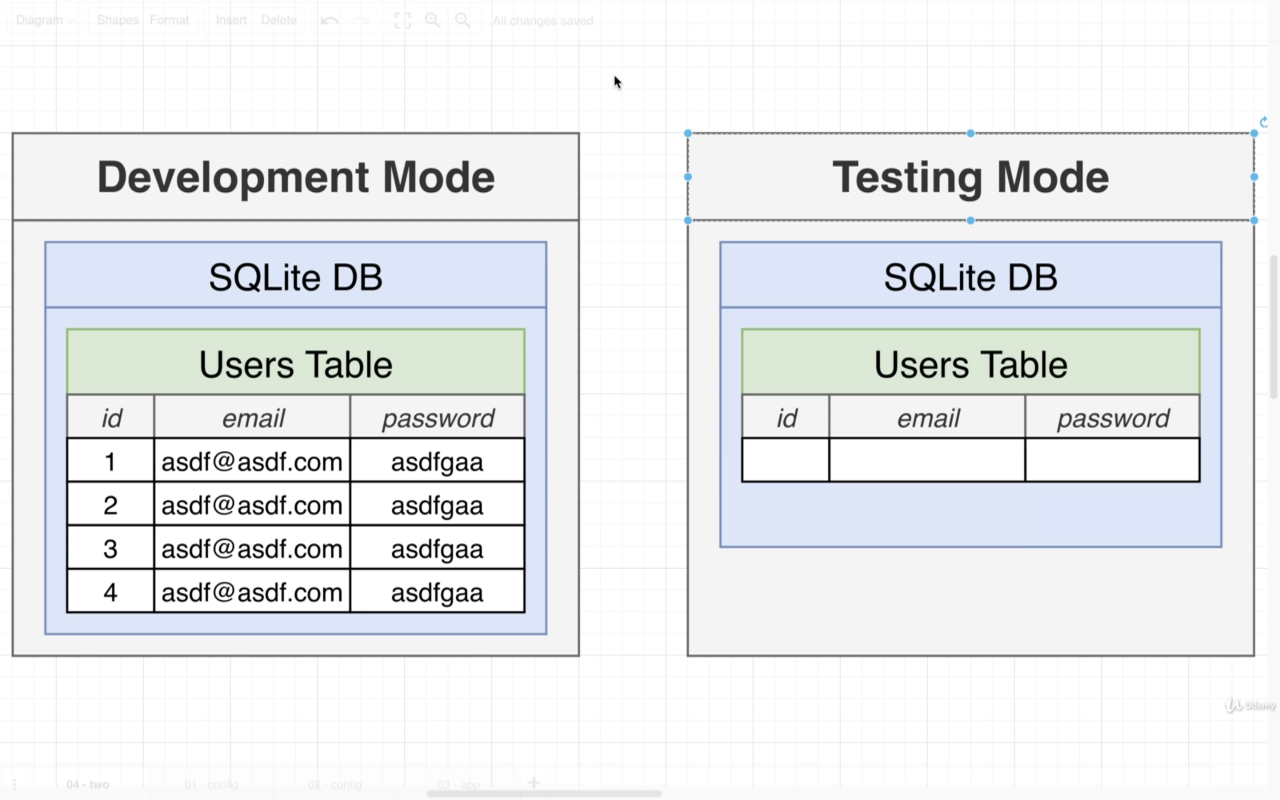 Diagram Shapes Format Insert Delete All changes saved
Development Mode
SQLite DB
Users Table
id email password
1 asdf@asdf.com asdfgaa
2 asdf@asdf.com asdfgaa
3 asdf@asdf.com asdfgaa
4 asdf@asdf.com asdfgaa
Testing Mode
SQLite DB
Users Table
id email password
Udemy
04 - two 01 - config 02 - config 03 - app